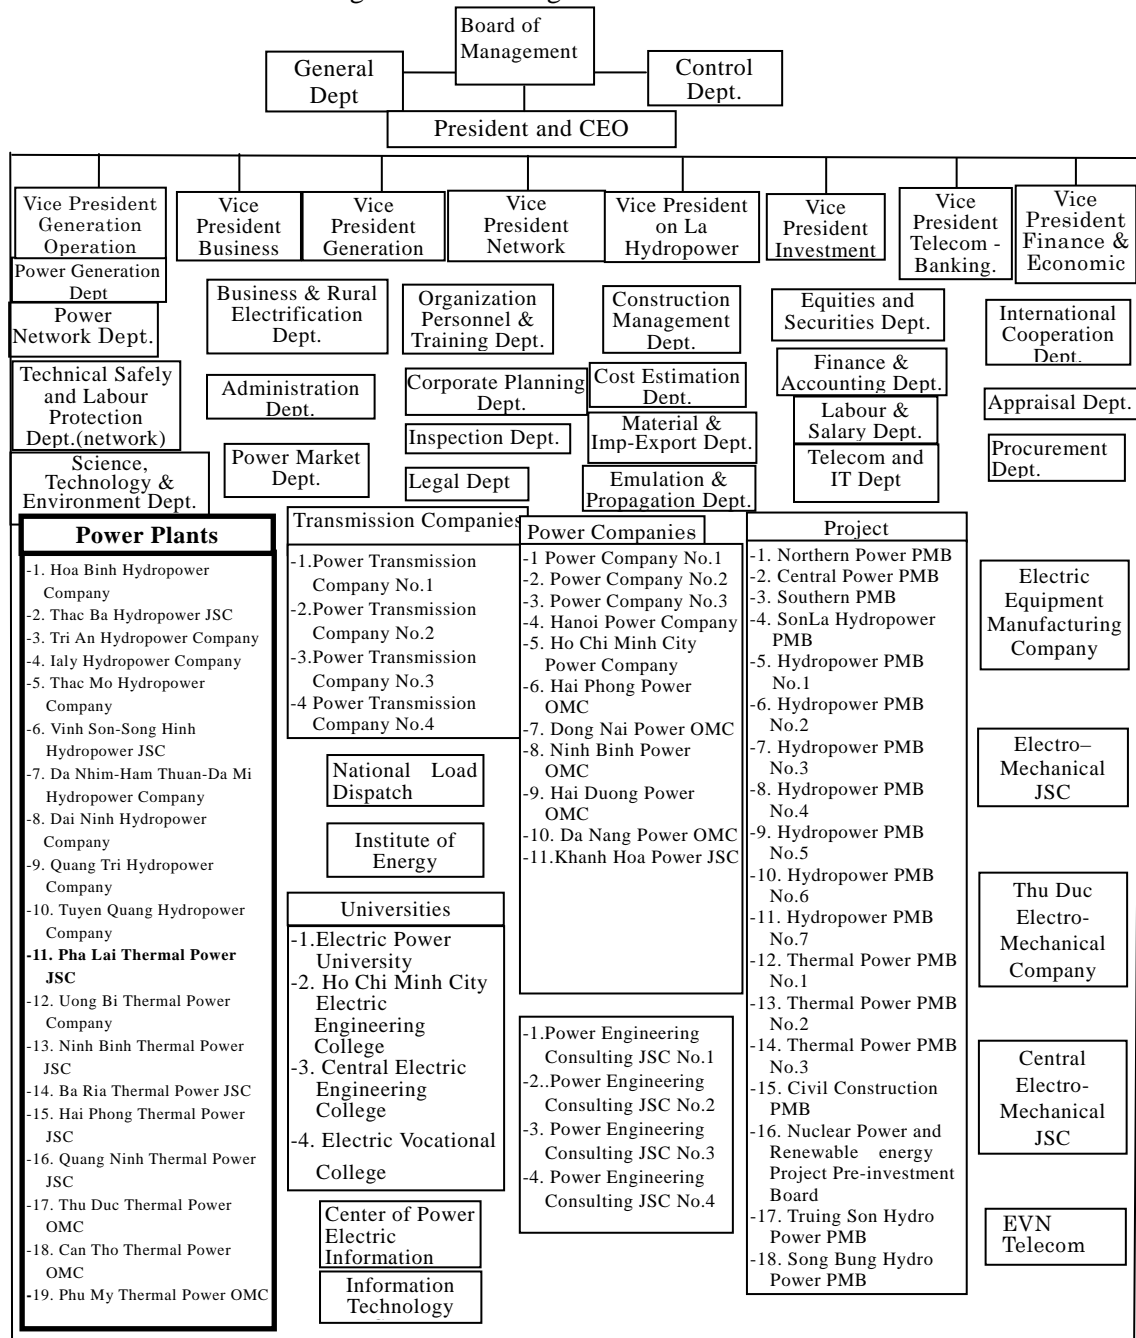 Board of
Management
General
Dept
Control
Dept.
President and CEO
Vice President
Generation
Operation
Vice
President
Business
Vice
President
Generation
Vice
President
Network
Vice President
on La
Hydropower
Vice
President
Investment
Vice
President
Telecom -
Banking.
Vice
President
Finance &
Economic
Power Generation
Dept
Power
Network Dept.
Technical Safely
and Labour
Protection
Dept.(network)
Science,
Technology &
Environment Dept.
Business & Rural
Electrification
Dept.
Administration
Dept.
Power Market
Dept.
Organization
Personnel &
Training Dept.
Corporate Planning
Dept.
Inspection Dept.
Legal Dept
Construction
Management
Dept.
Cost Estimation
Dept.
Material &
Imp-Export Dept.
Emulation &
Propagation Dept.
Equities and
Securities Dept.
Finance &
Accounting Dept.
Labour &
Salary Dept.
Telecom and
IT Dept
International
Cooperation
Dept.
Appraisal Dept.
Procurement
Dept.
Power Plants
-1. Hoa Binh Hydropower
Company
-2. Thac Ba Hydropower JSC
-3. Tri An Hydropower Company
-4. Ialy Hydropower Company
-5. Thac Mo Hydropower
Company
-6. Vinh Son-Song Hinh
Hydropower JSC
-7. Da Nhim-Ham Thuan-Da Mi
Hydropower Company
-8. Dai Ninh Hydropower
Company
-9. Quang Tri Hydropower
Company
-10. Tuyen Quang Hydropower
Company
-11. Pha Lai Thermal Power
JSC
-12. Uong Bi Thermal Power
Company
-13. Ninh Binh Thermal Power
JSC
-14. Ba Ria Thermal Power JSC
-15. Hai Phong Thermal Power
JSC
-16. Quang Ninh Thermal Power
JSC
-17. Thu Duc Thermal Power
OMC
-18. Can Tho Thermal Power
OMC
-19. Phu My Thermal Power OMC
Transmission Companies
-1.Power Transmission
Company No.1
-2.Power Transmission
Company No.2
-3.Power Transmission
Company No.3
-4 Power Transmission
Company No.4
National Load
Dispatch
Institute of
Energy
Universities
-1.Electric Power
University
-2. Ho Chi Minh City
Electric
Engineering
College
-3. Central Electric
Engineering
College
-4. Electric Vocational
College
Center of Power
Electric
Information
Information
Technology
Power Companies
-1 Power Company No.1
-2. Power Company No.2
-3. Power Company No.3
-4. Hanoi Power Company
-5. Ho Chi Minh City
Power Company
-6. Hai Phong Power
OMC
-7. Dong Nai Power OMC
-8. Ninh Binh Power
OMC
-9. Hai Duong Power
OMC
-10. Da Nang Power OMC
-11.Khanh Hoa Power JSC
-1.Power Engineering
Consulting JSC No.1
-2..Power Engineering
Consulting JSC No.2
-3. Power Engineering
Consulting JSC No.3
-4. Power Engineering
Consulting JSC No.4
Project
-1. Northern Power PMB
-2. Central Power PMB
-3. Southern PMB
-4. SonLa Hydropower
PMB
-5. Hydropower PMB
No.1
-6. Hydropower PMB
No.2
-7. Hydropower PMB
No.3
-8. Hydropower PMB
No.4
-9. Hydropower PMB
No.5
-10. Hydropower PMB
No.6
-11. Hydropower PMB
No.7
-12. Thermal Power PMB
No.1
-13. Thermal Power PMB
No.2
-14. Thermal Power PMB
No.3
-15. Civil Construction
PMB
-16. Nuclear Power and
Renewable energy
Project Pre-investment
Board
-17. Truing Son Hydro
Power PMB
-18. Song Bung Hydro
Power PMB
Electric
Equipment
Manufacturing
Company
Electro–
Mechanical
JSC
Thu Duc
Electro-
Mechanical
Company
Central
Electro-
Mechanical
JSC
EVN
Telecom